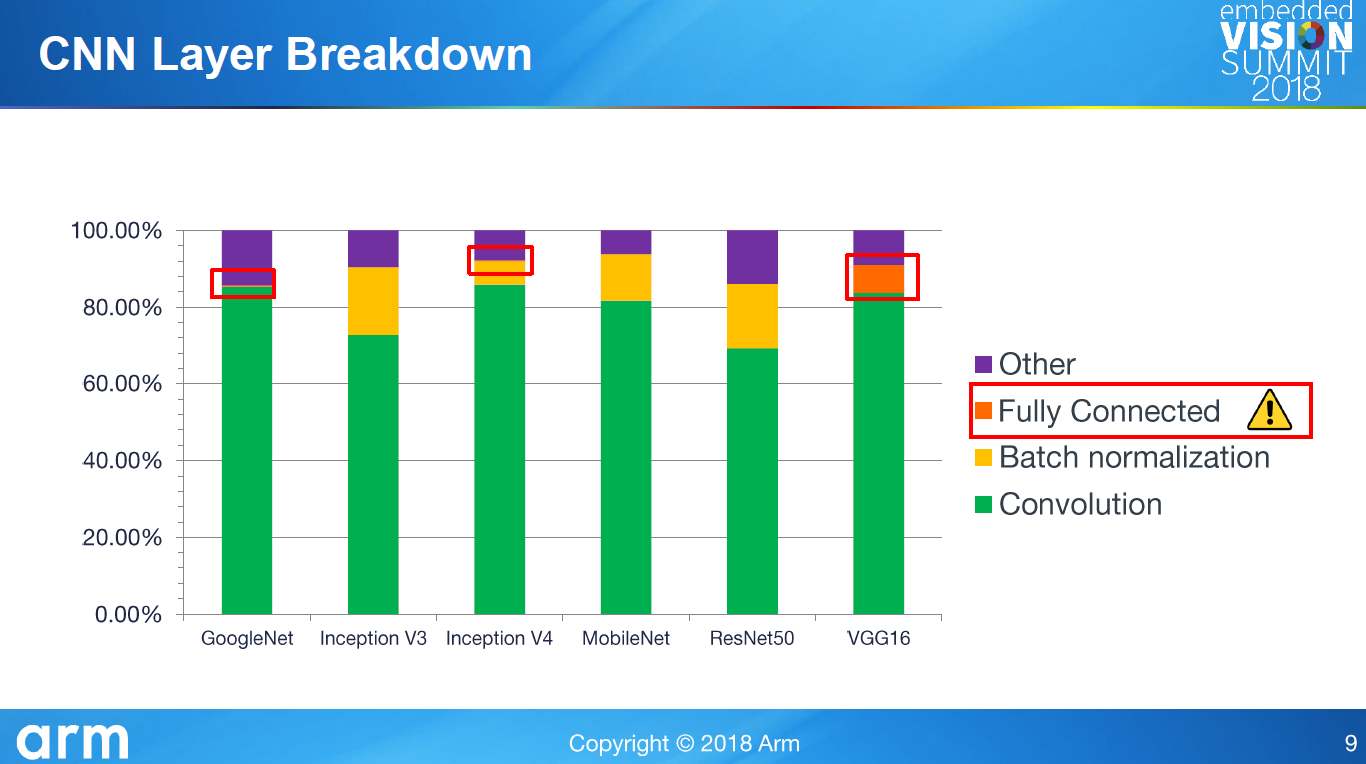 CNN Layer Breakdown
embedded
VISION
SUMMIT
2018
100.00%
80.00%
60.00%
40.00%
20.00%
0.00%
GoogleNet Inception V3 Inception V4 MobileNet ResNet50 VGG16
Other
Fully Connected
Batch normalization
Convolution
arm
Copyright © 2018 Arm
9